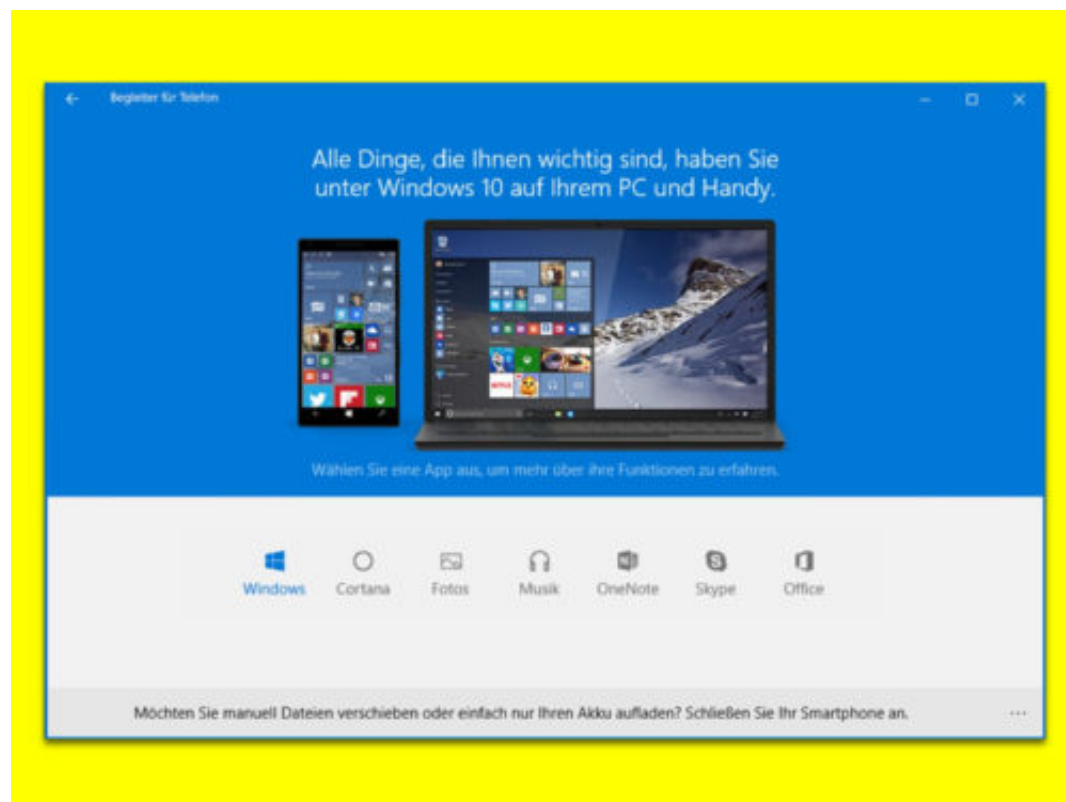 Begleiter für Telefon
Alle Dinge, die Ihnen wichtig sind, haben Sie
unter Windows 10 auf Ihrem PC und Handy.
Wählen Sie eine App aus, um mehr über ihre Funktionen zu erfahren.
Windows Cortana Fotos Musik OneNote Skype Office
Möchten Sie manuell Dateien verschieben oder einfach nur Ihren Akku aufladen? Schließen Sie Ihr Smartphone an.